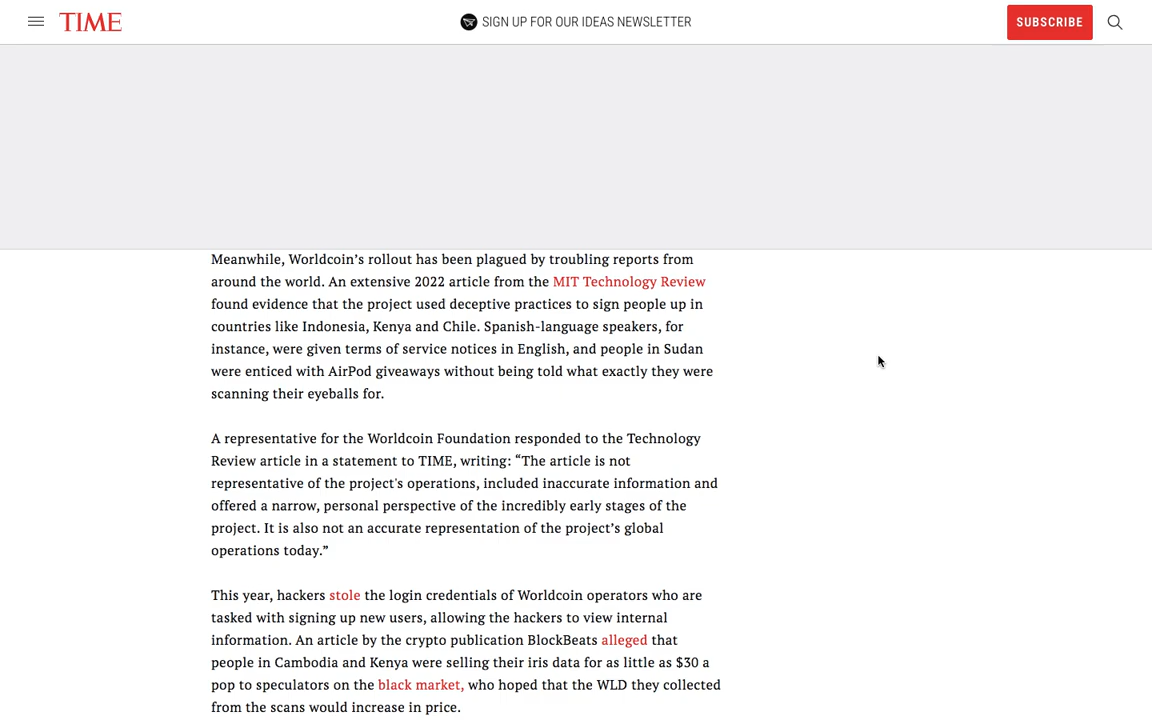 TIME
SIGN UP FOR OUR IDEAS NEWSLETTER
SUBSCRIBE
Meanwhile, Worldcoin’s rollout has been plagued by troubling reports from
around the world. An extensive 2022 article from the MIT Technology Review
found evidence that the project used deceptive practices to sign people up in
countries like Indonesia, Kenya and Chile. Spanish-language speakers, for
instance, were given terms of service notices in English, and people in Sudan
were enticed with AirPod giveaways without being told what exactly they were
scanning their eyeballs for.
A representative for the Worldcoin Foundation responded to the Technology
Review article in a statement to TIME, writing: “The article is not
representative of the project's operations, included inaccurate information and
offered a narrow, personal perspective of the incredibly early stages of the
project. It is also not an accurate representation of the project’s global
operations today.”
This year, hackers stole the login credentials of Worldcoin operators who are
tasked with signing up new users, allowing the hackers to view internal
information. An article by the crypto publication BlockBeats alleged that
people in Cambodia and Kenya were selling their iris data for as little as $30 a
pop to speculators on the black market, who hoped that the WLD they collected
from the scans would increase in price.